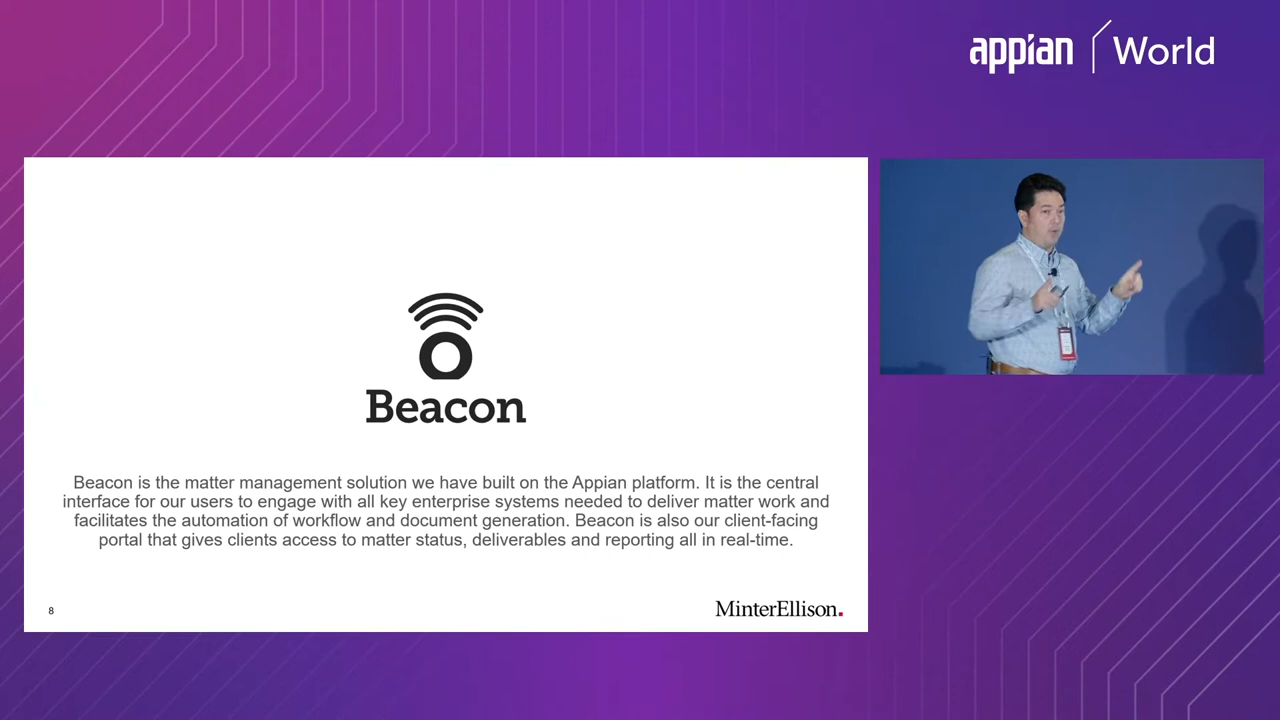 appian World
Beacon
Beacon is the matter management solution we have built on the Appian platform. It is the central
interface for our users to engage with all key enterprise systems needed to deliver matter work and
facilitates the automation of workflow and document generation. Beacon is also our client-facing
portal that gives clients access to matter status, deliverables and reporting all in real-time.
8
MinterEllison.